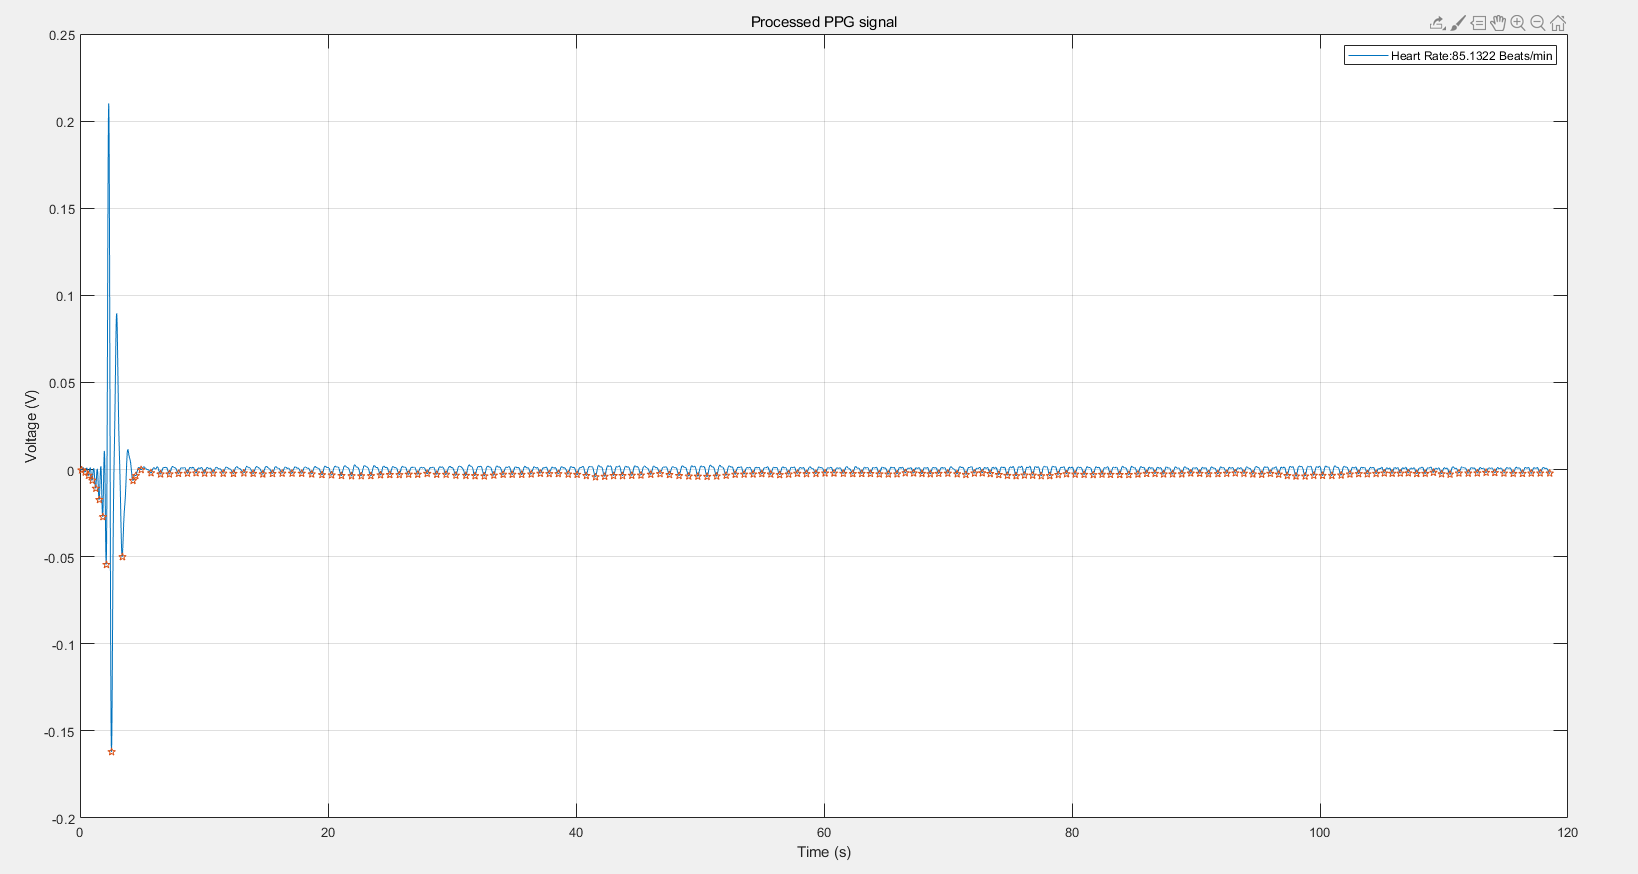 Processed PPG signal
Heart Rate:85.1322 Beats/min
0.25
0.2
0.15
0.1
0.05
0
-0.05
-0.1
-0.15
-0.2
Voltage (V)
0 20 40 60 80 100 120
Time (s)